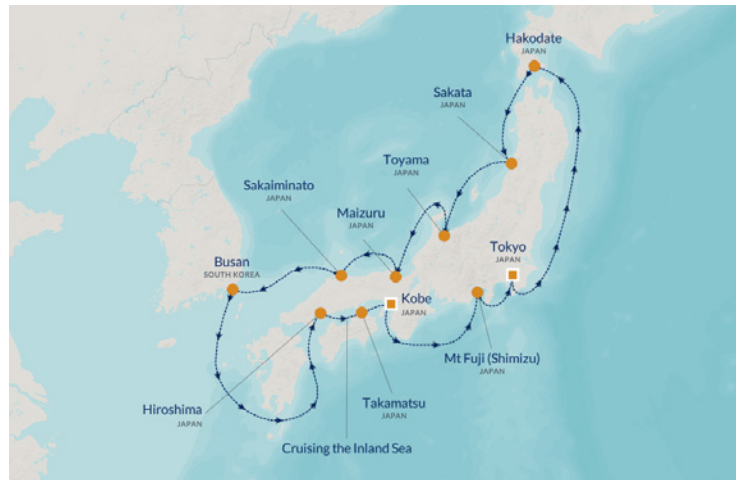 Hakodate
JAPAN
Sakata
JAPAN
Toyama
JAPAN
Sakaiminato
JAPAN
Maizuru
JAPAN
Busan
SOUTH KOREA
Tokyo
JAPAN
Kobe
JAPAN
Mt Fuji (Shimizu)
JAPAN
Hiroshima
JAPAN
Takamatsu
JAPAN
Cruising the Inland Sea